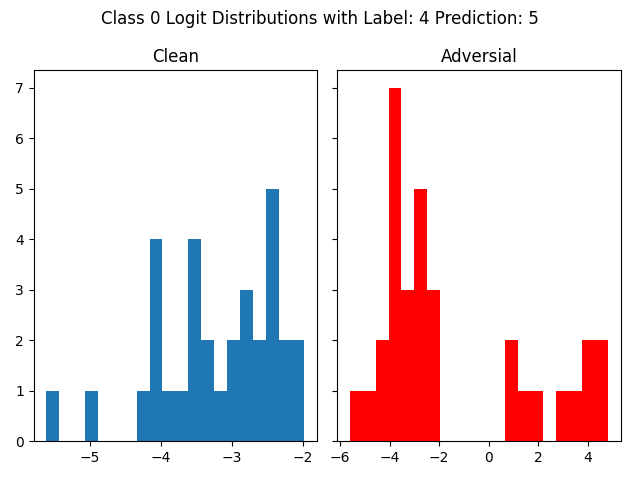 Class 0 Logit Distributions with Label: 4 Prediction: 5
Clean
Adversial
7
6
5
4
3
2
1
0
−5 −4 −3 −2
−6 −4 −2 0 2 4